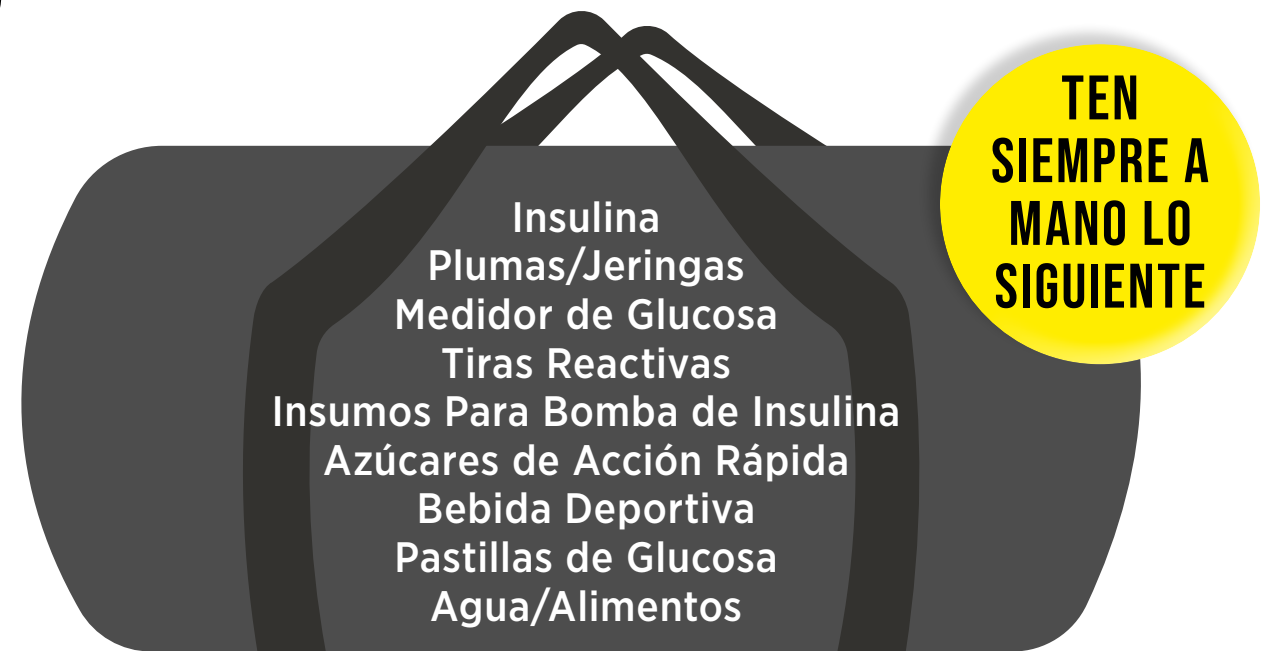 TEN
SIEMPRE A
MANO LO
SIGUIENTE
Insulina
Plumas/Jeringas
Medidor de Glucosa
Tiras Reactivas
Insumos Para Bomba de Insulina
Azúcares de Acción Rápida
Bebida Deportiva
Pastillas de Glucosa
Agua/Alimentos